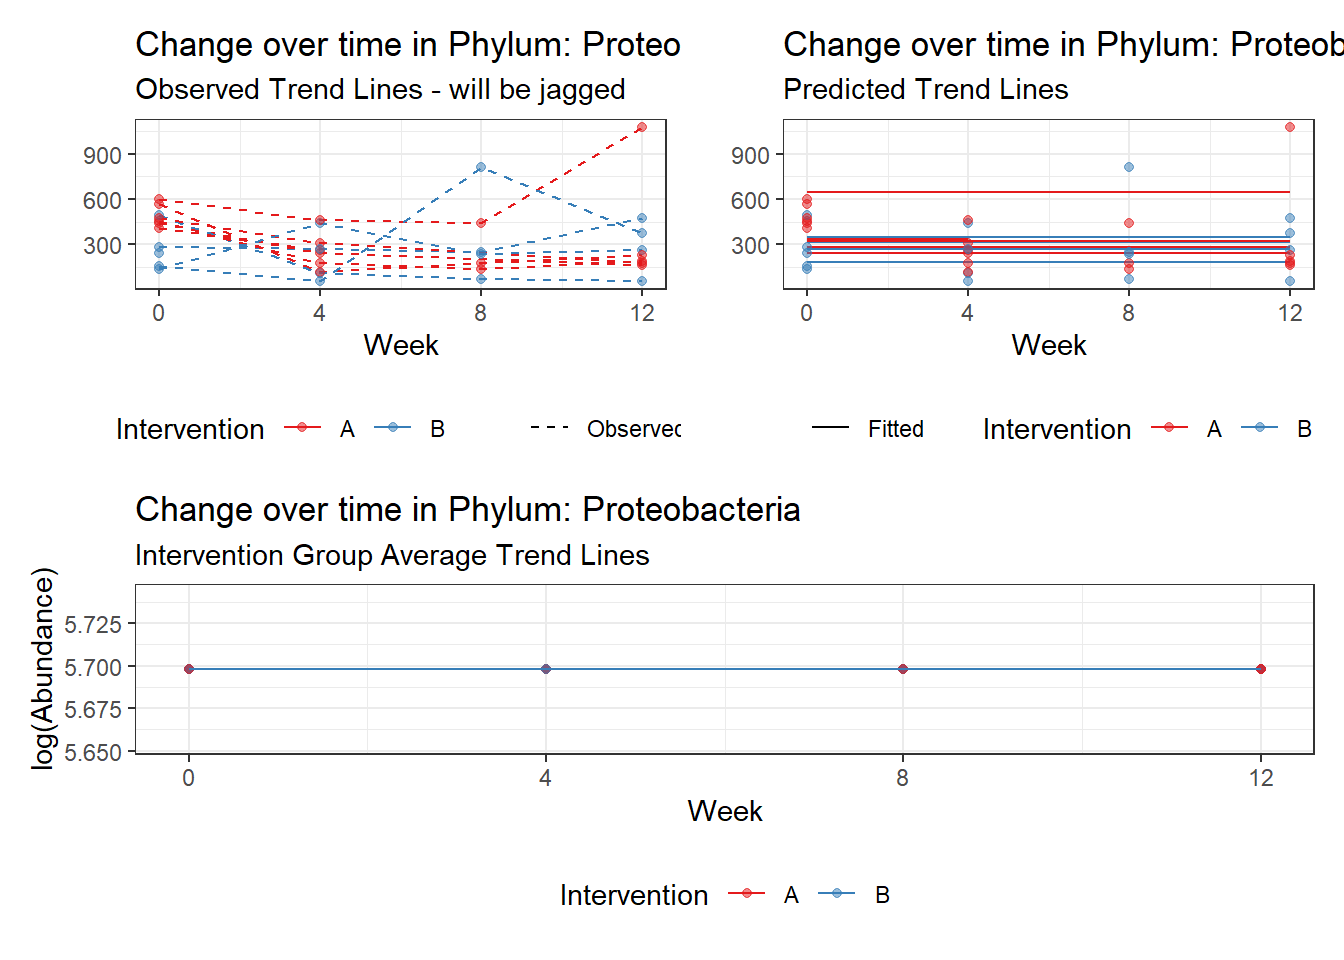 Change over time in Phylum: Proteo
Observed Trend Lines - will be jagged
900
600
300
0 4 8 12
Week
Intervention A B Observed
Change over time in Phylum: Proteob
Predicted Trend Lines
900
600
300
0 4 8 12
Week
Fitted Intervention A B
Change over time in Phylum: Proteobacteria
Intervention Group Average Trend Lines
log(Abundance)
5.725
5.700
5.675
5.650
0 4 8 12
Week
Intervention A B